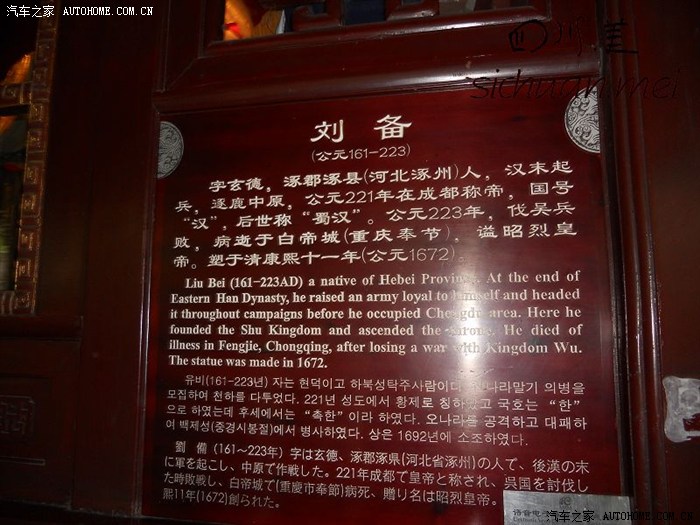 汽车之家 AUTOHOME.COM.CN
四川美
sichuan mei
刘备
(公元161-223)
字玄德，涿郡涿县(河北涿州)人，汉末起
兵，逐鹿中原，公元221年在成都称帝，国号
“汉”，后世称“蜀汉”。公元223年，伐吴兵
败，病逝于白帝城(重庆奉节)，谥昭烈皇
帝。塑于清康熙十一年(公元1672)。
Liu Bei (161-223AD) a native of Hebei Province. At the end of
Eastern Han Dynasty, he raised an army loyal to himself and headed
it throughout campaigns before he occupied Chengdu area. Here he
founded the Shu Kingdom and ascended the throne. He died of
illness in Fengjie, Chongqing, after losing a war with Kingdom Wu.
The statue was made in 1672.
유비(161-223년) 자는 현덕이고 하북성탁주사람이다. 나라말기 의병을
모집하여 천하를 다투었다. 221년 성도에서 황제로 칭하였고 국호는 “한”
으로 하였는데 후세에서는 “촉한”이라 하였다. 오나라를 공격하고 대패하
여 백제성(중경시봉절)에서 병사하였다. 상은 1692년에 소조하였다.
劉備(161～223年)字は玄德、涿郡涿県(河北省涿州)の人で、後漢の末
に軍を起こし、中原で作戦した。221年成都で皇帝と称され、呉国を討伐し
た時敗戦し、白帝城で(重慶市奉節)病死、贈り名は昭烈皇帝。
熙11年(1672)創られた。
汽车之家 AUTOHOME.COM.CN